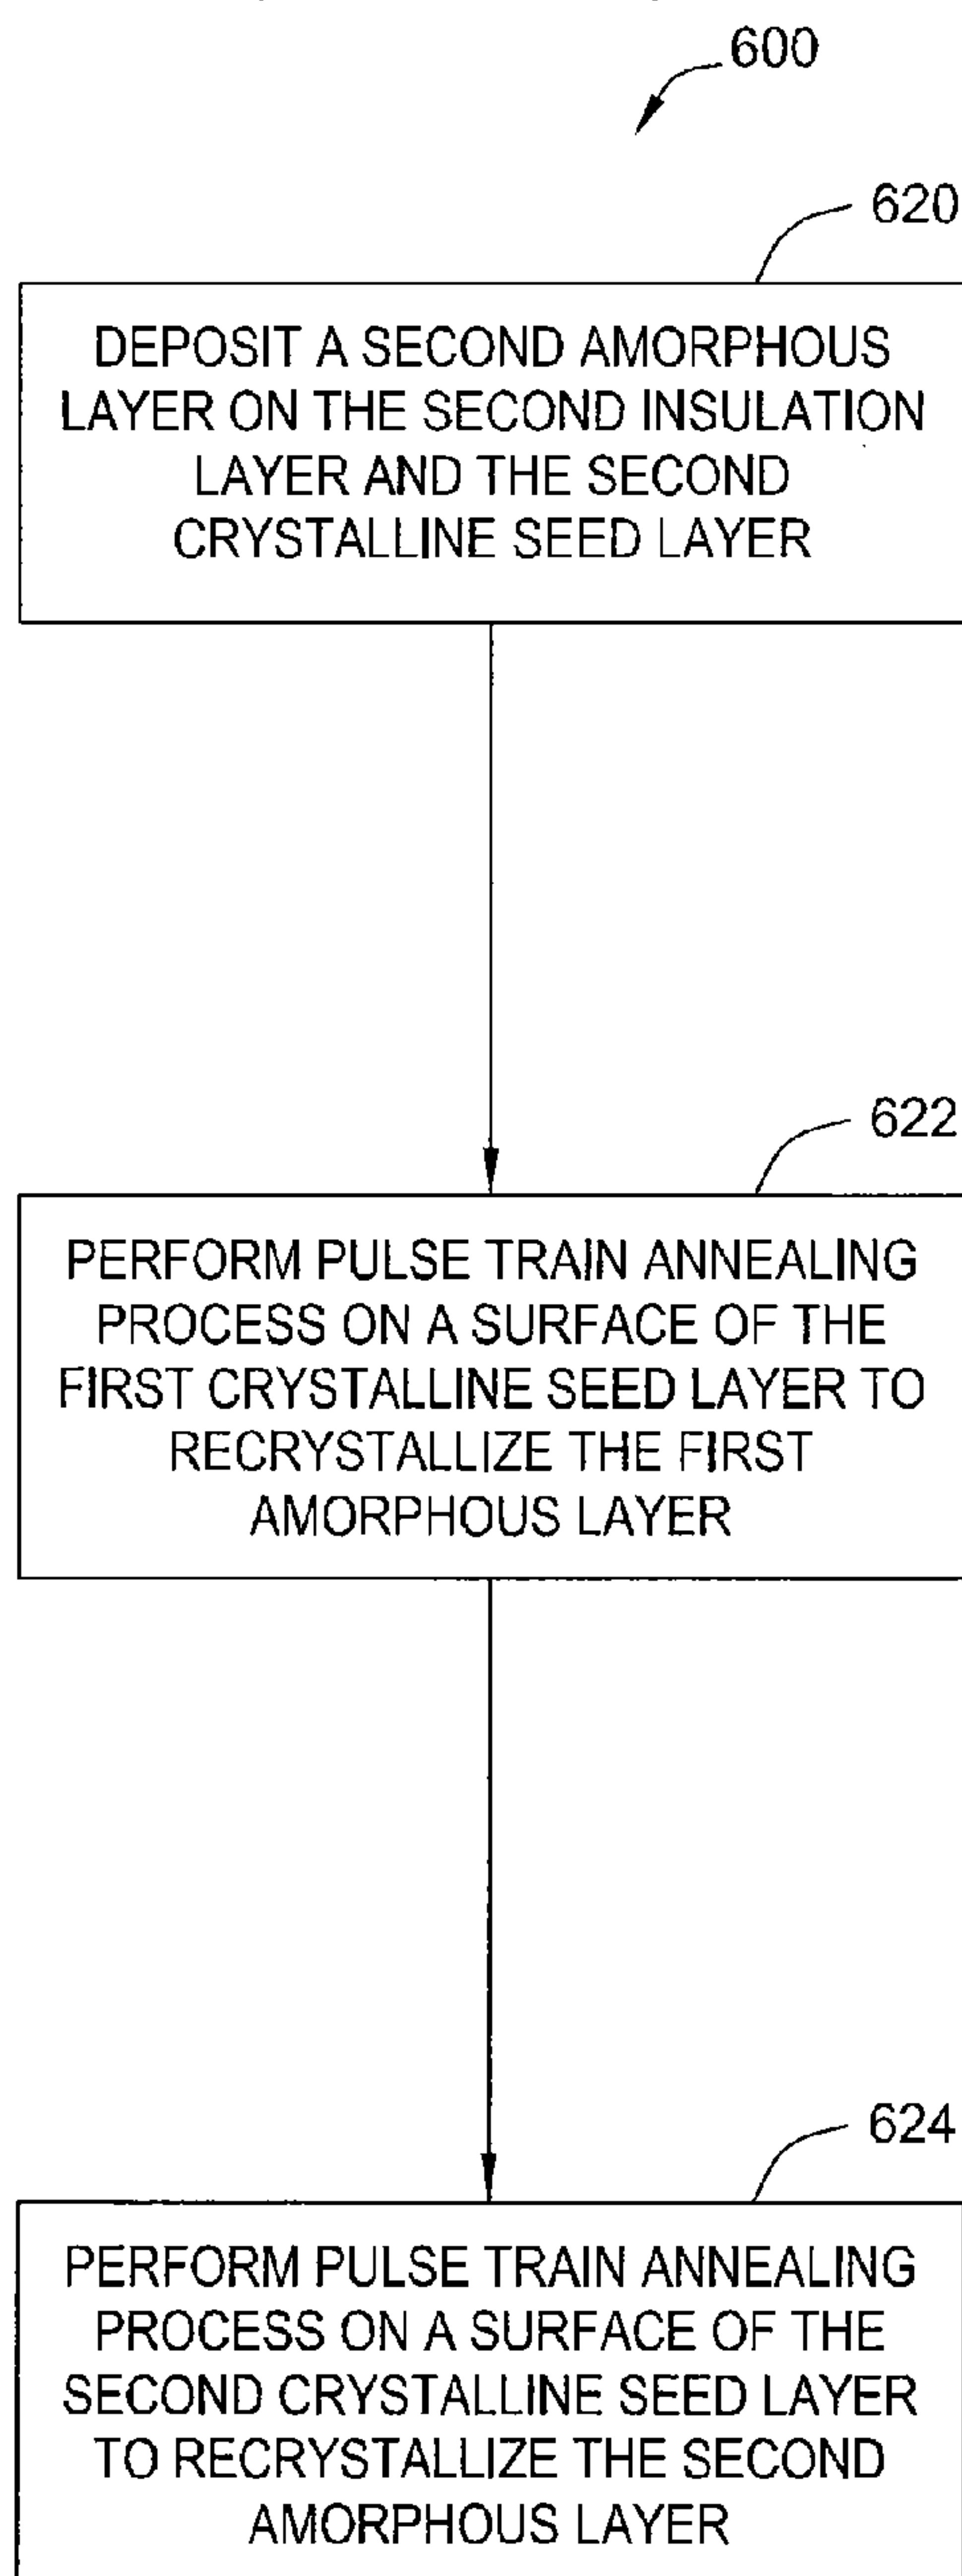 600
620
DEPOSIT A SECOND AMORPHOUS
LAYER ON THE SECOND INSULATION
LAYER AND THE SECOND
CRYSTALLINE SEED LAYER
622
PERFORM PULSE TRAIN ANNEALING
PROCESS ON A SURFACE OF THE
FIRST CRYSTALLINE SEED LAYER TO
RECRYSTALLIZE THE FIRST
AMORPHOUS LAYER
624
PERFORM PULSE TRAIN ANNEALING
PROCESS ON A SURFACE OF THE
SECOND CRYSTALLINE SEED LAYER
TO RECRYSTALLIZE THE SECOND
AMORPHOUS LAYER